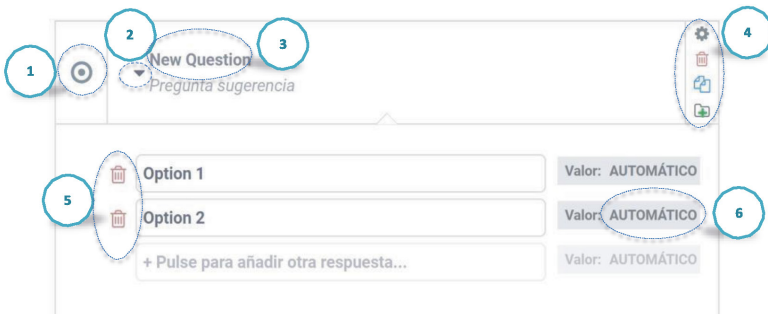 2
3
4
1
New Question
Pregunta sugerencia
Option 1
Valor: AUTOMÁTICO
5
Option 2
Valor: AUTOMÁTICO
6
+ Pulse para añadir otra respuesta...
Valor: AUTOMÁTICO